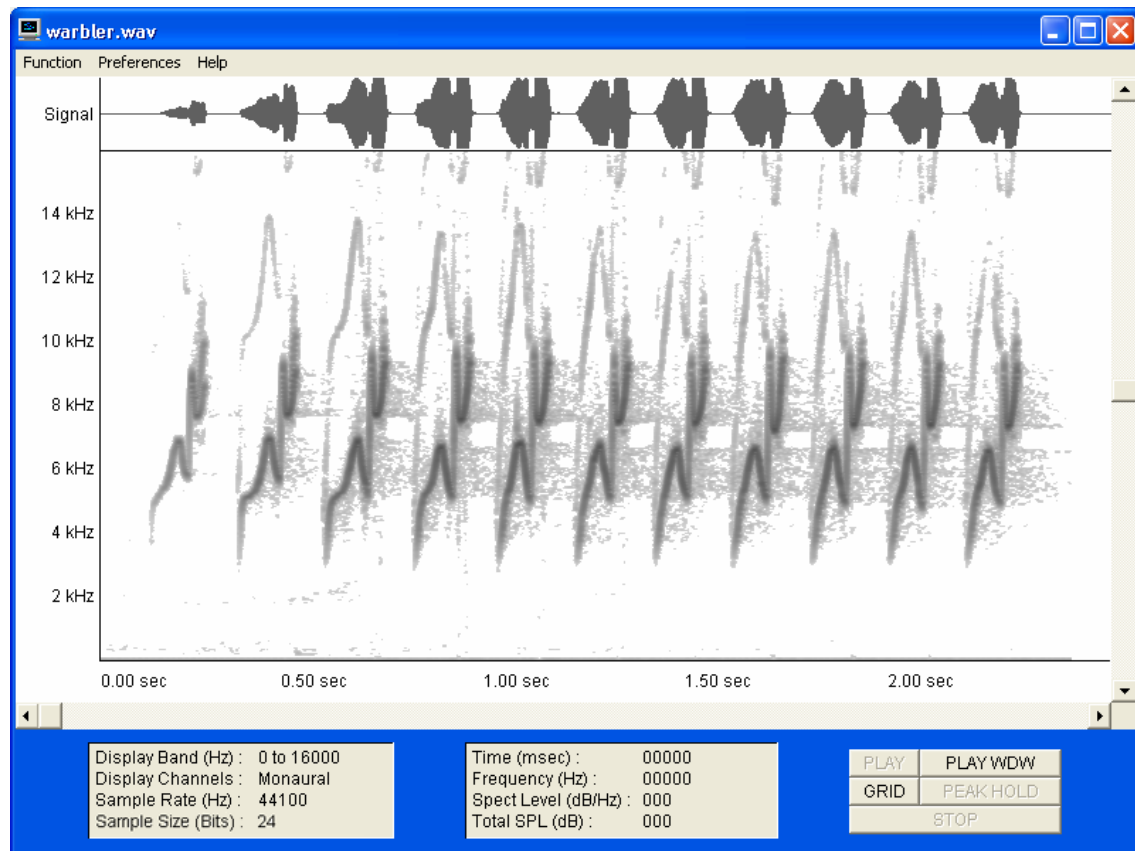 warbler.wav
Function Preferences Help
Signal
14 kHz
12 kHz
10 kHz
8 kHz
6 kHz
4 kHz
2 kHz
0.00 sec 0.50 sec 1.00 sec 1.50 sec 2.00 sec
Display Band (Hz) : 0 to 16000
Display Channels : Monaural
Sample Rate (Hz) : 44100
Sample Size (Bits) : 24
Time (msec) : 00000
Frequency (Hz) : 00000
Spect Level (dB/Hz) : 000
Total SPL (dB) : 000
PLAY PLAY WDW
GRID PEAK HOLD
STOP